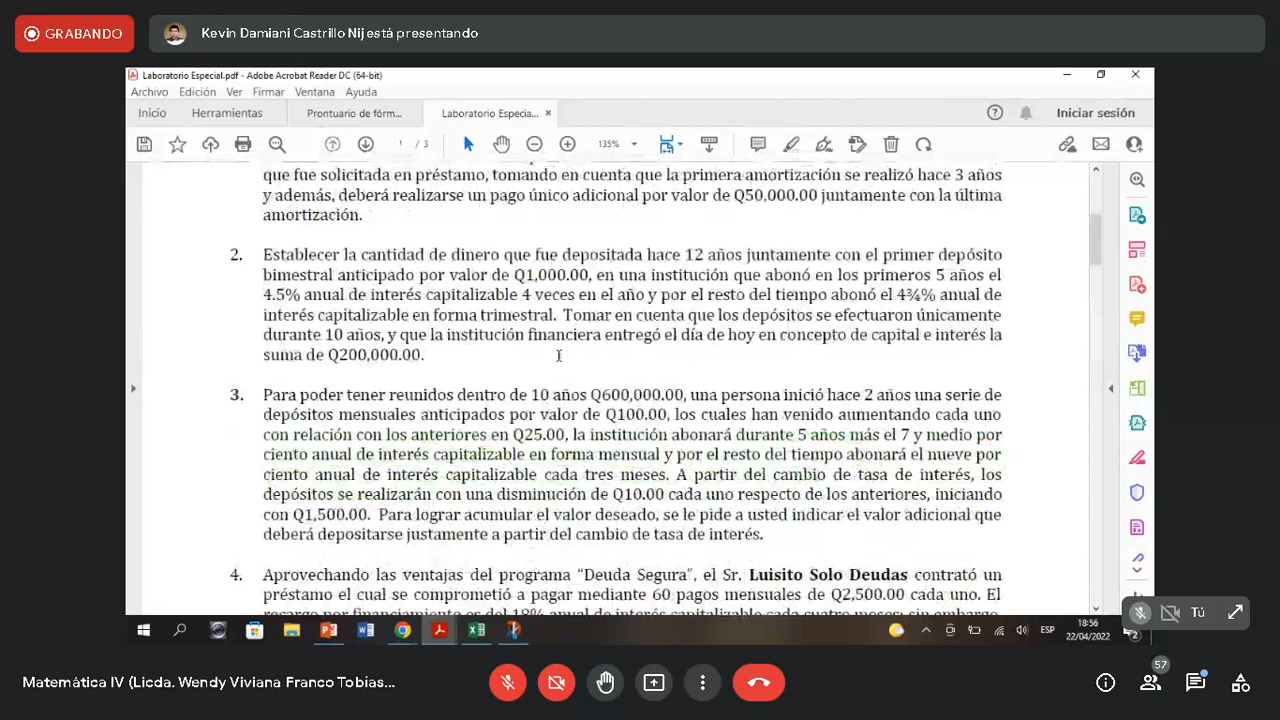 GRABANDO
Kevin Damiani Castrillo Nij está presentando
Laboratorio Especial.pdf - Adobe Acrobat Reader DC (64-bit)
Archivo Edición Ver Firmar Ventana Ayuda
Inicio Herramientas Prontuario de fórm... Laboratorio Especia... × Iniciar sesión
/ 3 135%
que fue solicitada en préstamo, tomando en cuenta que la primera amortización se realizó hace 3 años
y además, deberá realizarse un pago único adicional por valor de Q50,000.00 juntamente con la última
amortización.
2. Establecer la cantidad de dinero que fue depositada hace 12 años juntamente con el primer depósito
bimestral anticipado por valor de Q1,000.00, en una institución que abonó en los primeros 5 años el
4.5% anual de interés capitalizable 4 veces en el año y por el resto del tiempo abonó el 4¾% anual de
interés capitalizable en forma trimestral. Tomar en cuenta que los depósitos se efectuaron únicamente
durante 10 años, y que la institución financiera entregó el día de hoy en concepto de capital e interés la
suma de Q200,000.00.
3. Para poder tener reunidos dentro de 10 años Q600,000.00, una persona inició hace 2 años una serie de
depósitos mensuales anticipados por valor de Q100.00, los cuales han venido aumentando cada uno
con relación con los anteriores en Q25.00, la institución abonará durante 5 años más el 7 y medio por
ciento anual de interés capitalizable en forma mensual y por el resto del tiempo abonará el nueve por
ciento anual de interés capitalizable cada tres meses. A partir del cambio de tasa de interés, los
depósitos se realizarán con una disminución de Q10.00 cada uno respecto de los anteriores, iniciando
con Q1,500.00. Para lograr acumular el valor deseado, se le pide a usted indicar el valor adicional que
deberá depositarse justamente a partir del cambio de tasa de interés.
4. Aprovechando las ventajas del programa “Deuda Segura”, el Sr. Luisito Solo Deudas contrató un
préstamo el cual se comprometió a pagar mediante 60 pagos mensuales de Q2,500.00 cada uno. El
recargo por financiamiento es del 18% anual de interés capitalizable cada cuatro meses; sin embargo,
Tú
ESP 18:56
22/04/2022
57
Matemática IV (Licda. Wendy Viviana Franco Tobias...